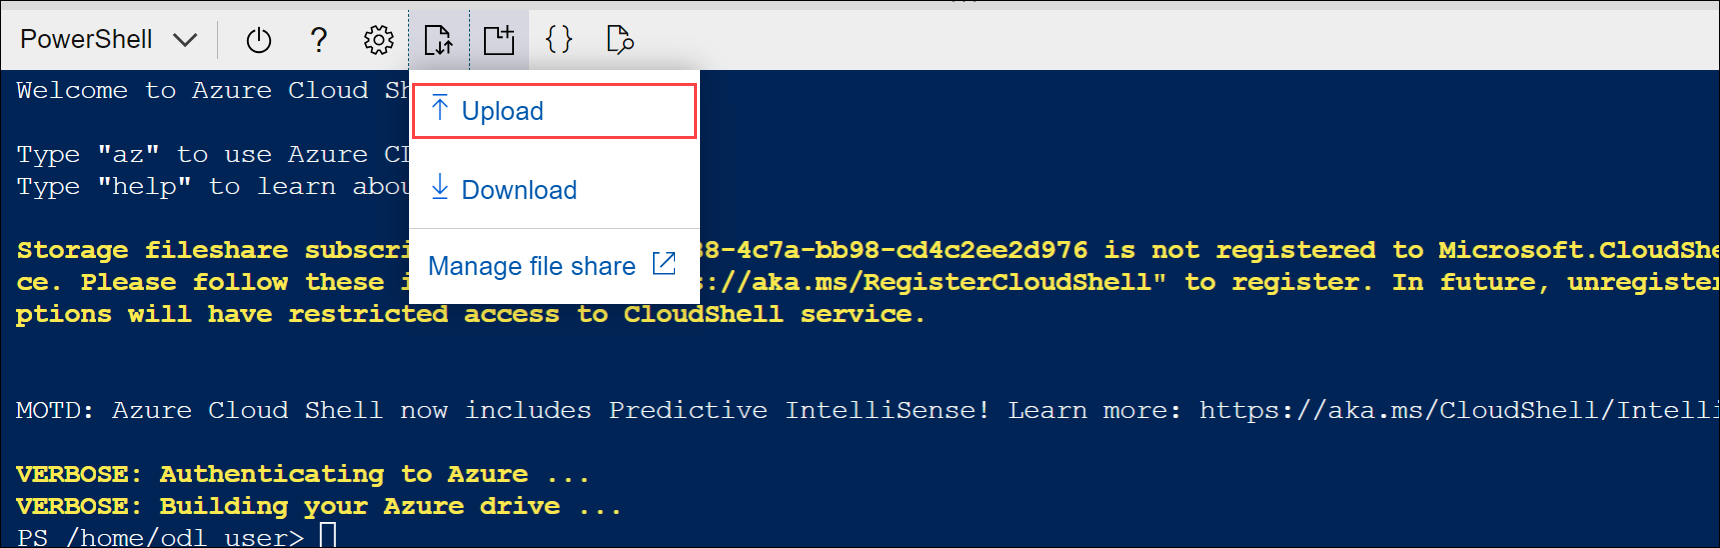 PowerShell
?
{ }
Welcome to Azure Cloud Sh
Upload
Type "az" to use Azure CI
Type "help" to learn abou
Download
Storage fileshare subscri 38-4c7a-bb98-cd4c2ee2d976 is not registered to Microsoft.CloudShe
Manage file share
ce. Please follow these i s://aka.ms/RegisterCloudShell" to register. In future, unregister
ptions will have restricted access to CloudShell service.
MOTD: Azure Cloud Shell now includes Predictive IntelliSense! Learn more: https://aka.ms/CloudShell/Intelli
VERBOSE: Authenticating to Azure ...
VERBOSE: Building your Azure drive ...
PS /home/odl_user>